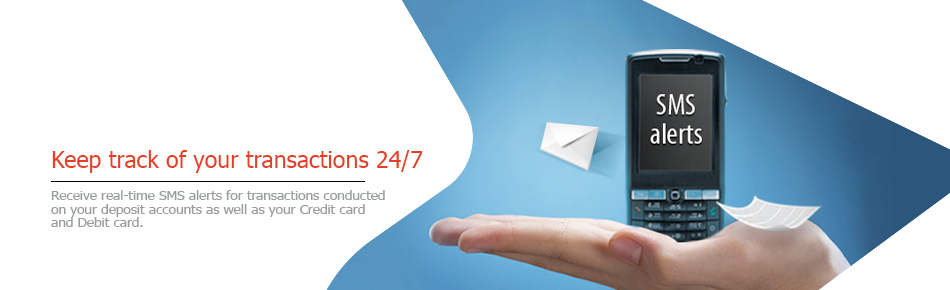 Keep track of your transactions 24/7
Receive real-time SMS alerts for transactions conducted
on your deposit accounts as well as your Credit card
and Debit card.
SMS
alerts